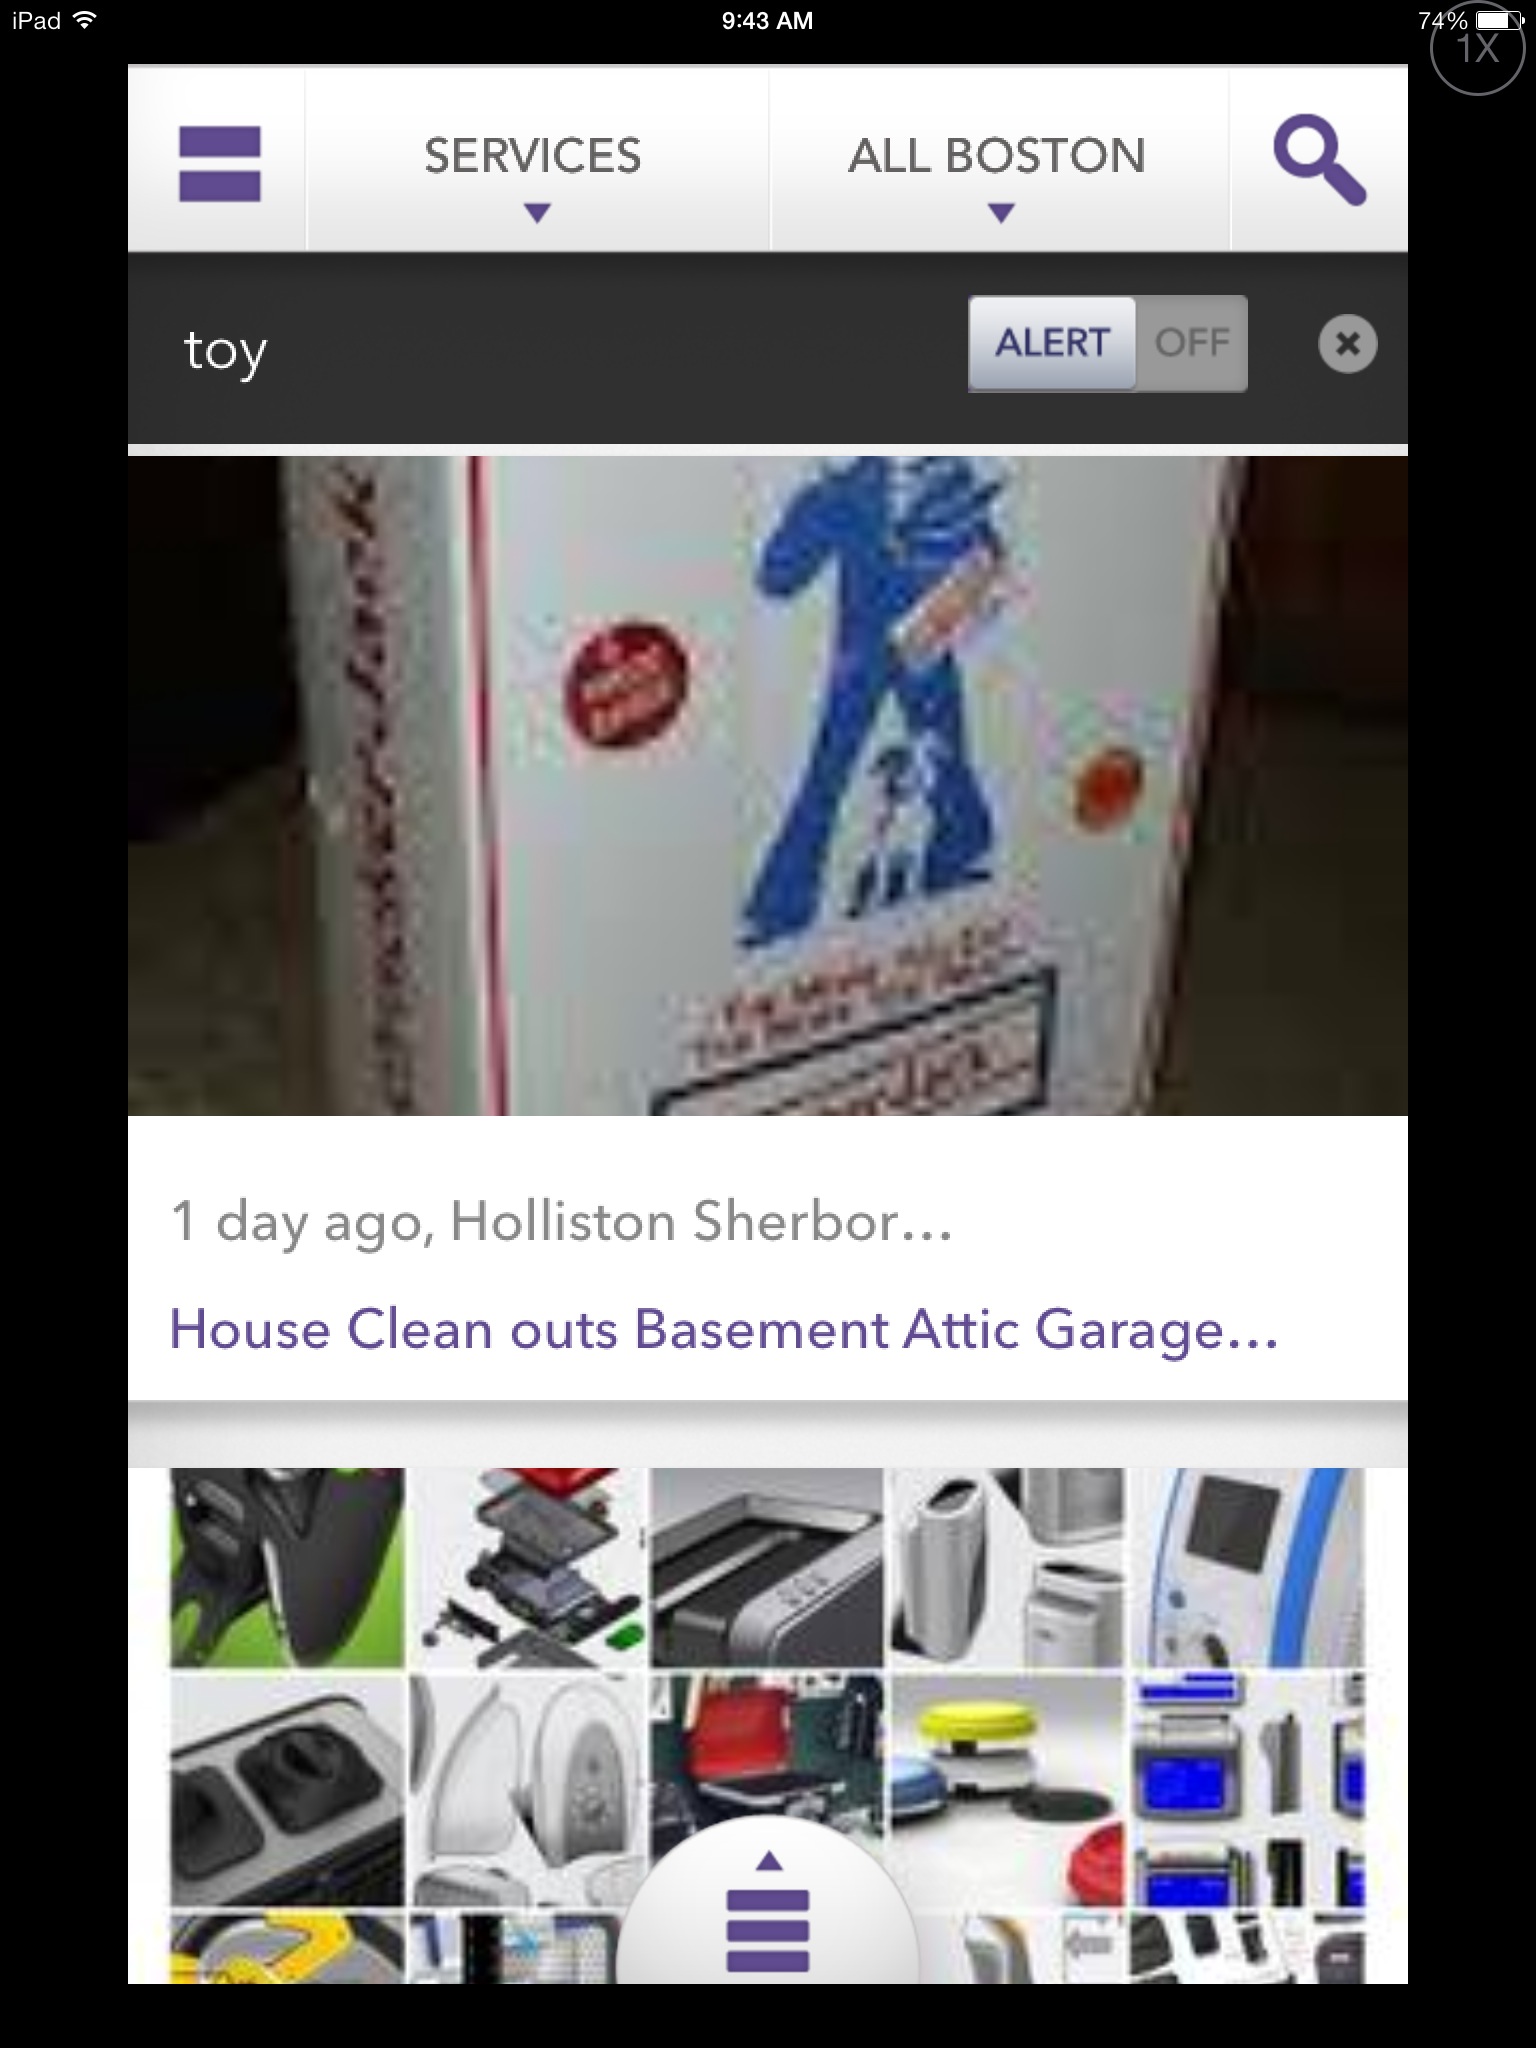 iPad 9:43 AM 74%
1X
SERVICES ALL BOSTON
toy ALERT OFF
1 day ago, Holliston Sherbor...
House Clean outs Basement Attic Garage...